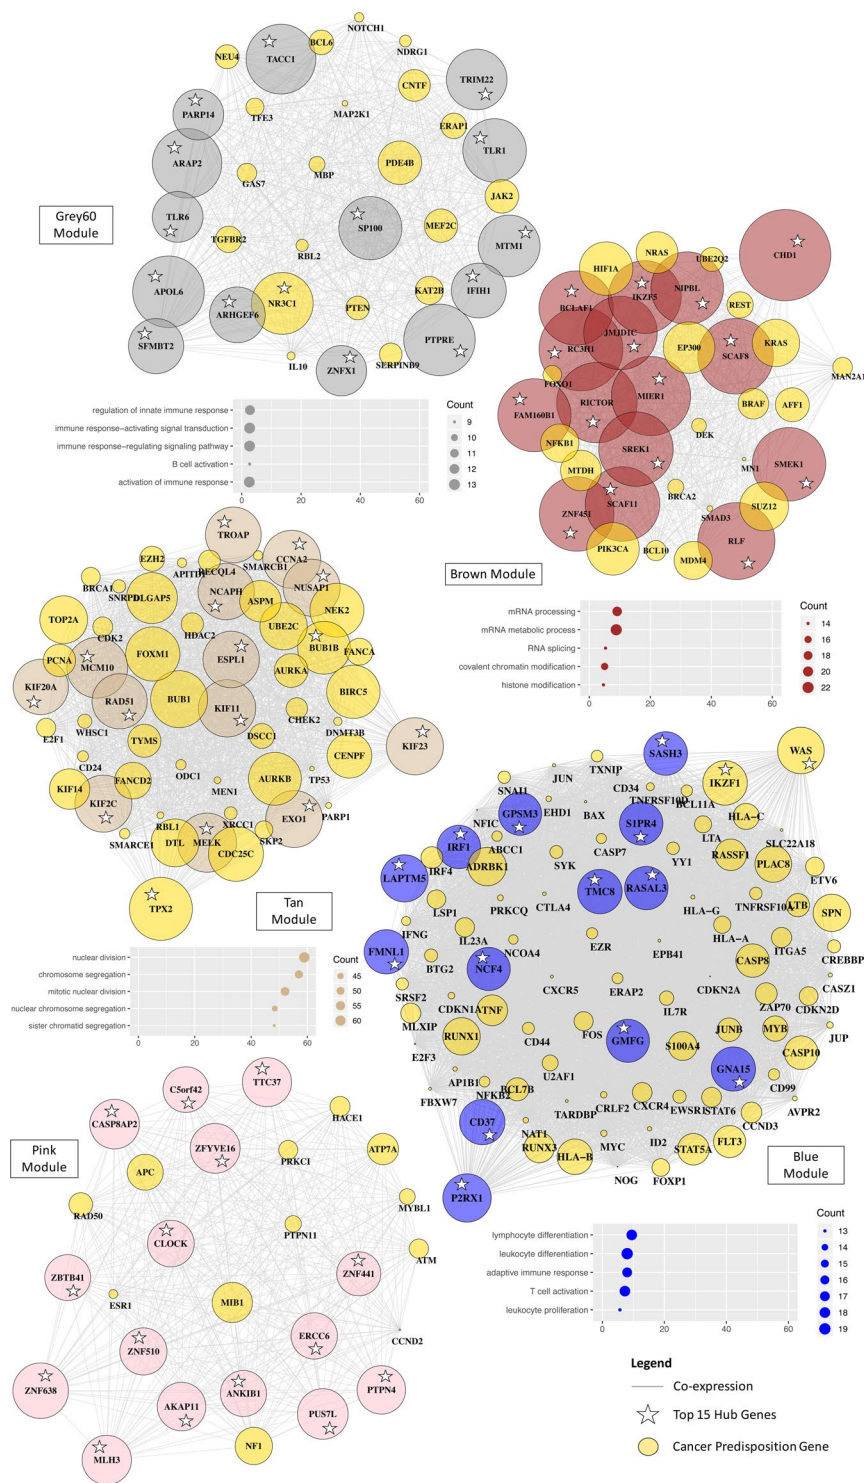 NOTCH1
BCL6
TACC1
NDRG1
NEU4
TRIM22
CNTF
PARP14
TFE3
MAP2K1
ERAP1
TLR1
ARAP2
PDE4B
GAS7
MBP
JAK2
Grey60
Module
TLR6
SP100
MEF2C
TGFBR2
RBL2
MTM1
APOL6
KAT2B
IFIH1
ARHGEF6
NR3C1
PTEN
SFMBT2
PTPRE
IL10
ZNFX1
SERPINB9
regulation of innate immune response
immune response−activating signal transduction
immune response−regulating signaling pathway
B cell activation
activation of immune response
0
20
40
60
Count
9
10
11
12
13
CHD1
NRAS
UBE2Q2
HIF1A
IKZF5
NIPBL
BCLAF1
REST
JMJD1C
RC3H1
EP300
SCAF8
KRAS
FOXO1
MAN2A1
RICTOR
MIER1
FAM160B1
BRAF
AFF1
DEK
NFKB1
SREK1
MTDH
MN1
SMEK1
BRCA2
ZNF451
SCAF11
SMAD3
SUZ12
RLF
PIK3CA
BCL10
MDM4
Brown Module
mRNA processing
mRNA metabolic process
RNA splicing
covalent chromatin modification
histone modification
0
20
40
60
Count
14
16
18
20
22
TROAP
EZH2
CCNA2
APITD1
RECQL4
SMARCB1
BRCA1
SNRPD1
NCAPH
NUSAP1
DLGAP5
ASPM
NEK2
TOP2A
UBE2C
CDK2
HDAC2
BUB1B
PCNA
FOXM1
FANCA
MCM10
ESPL1
AURKA
KIF20A
RAD51
BUB1
KIF11
BIRC5
CHEK2
E2F1
WHSC1
TYMS
DSCC1
DNMT3B
KIF23
CENPF
CD24
ODC1
AURKB
TP53
KIF14
FANCD2
MEN1
KIF2C
EXO1
PARP1
RBL1
XRCC1
SMARCE1
SKP2
DTL
MELK
CDC25C
TPX2
Tan
Module
nuclear division
chromosome segregation
mitotic nuclear division
nuclear chromosome segregation
sister chromatid segregation
0
20
40
60
Count
45
50
55
60
SASH3
WAS
JUN
TXNIP
SNAI1
CD34
IKZF1
TNFRSF10D
BCL11A
GPSM3
EHD1
BAX
HLA−C
NFIC
S1PR4
IRF1
ABCC1
CASP7
LTA
SLC22A18
IRF4
ADRBK1
SYK
YY1
RASSF1
PLAC8
LAPTM5
TMC8
RASAL3
ETV6
PRKCQ
CTLA4
TNFRSF10A
LTB
LSP1
HLA−G
SPN
IFNG
IL23A
HLA−A
FMNL1
NCOA4
EZR
EPB41
ITGA5
CREBBP
BTG2
NCF4
CASP8
CXCR5
ERAP2
CDKN2A
CASZ1
SRSF2
CDKN1A
TNF
IL7R
ZAP70
CDKN2D
MLXIP
FOS
JUNB
MYB
JUP
RUNX1
CD44
GMFG
S100A4
E2F3
CASP10
U2AF1
GNA15
AP1B1
NFKB2
BCL7B
CD99
FBXW7
CRLF2
CXCR4
EWSR1
STAT6
AVPR2
TARDBP
CD37
CCND3
NAT1
RUNX3
MYC
ID2
STAT5A
FLT3
HLA−B
NOG
FOXP1
P2RX1
Blue
Module
lymphocyte differentiation
leukocyte differentiation
adaptive immune response
T cell activation
leukocyte proliferation
0
20
40
60
Count
13
14
15
16
17
18
19
TTC37
C5orf42
CASP8AP2
HACE1
Pink
Module
ZFYVE16
PRKCI
ATP7A
APC
RAD50
MYBL1
PTPN11
CLOCK
ATM
ZBTB41
ZNF441
ESR1
MIB1
ERCC6
CCND2
ZNF510
ZNF638
ANKIB1
PTPN4
AKAP11
PUS7L
NF1
MLH3
Legend
Co-expression
Top 15 Hub Genes
Cancer Predisposition Gene